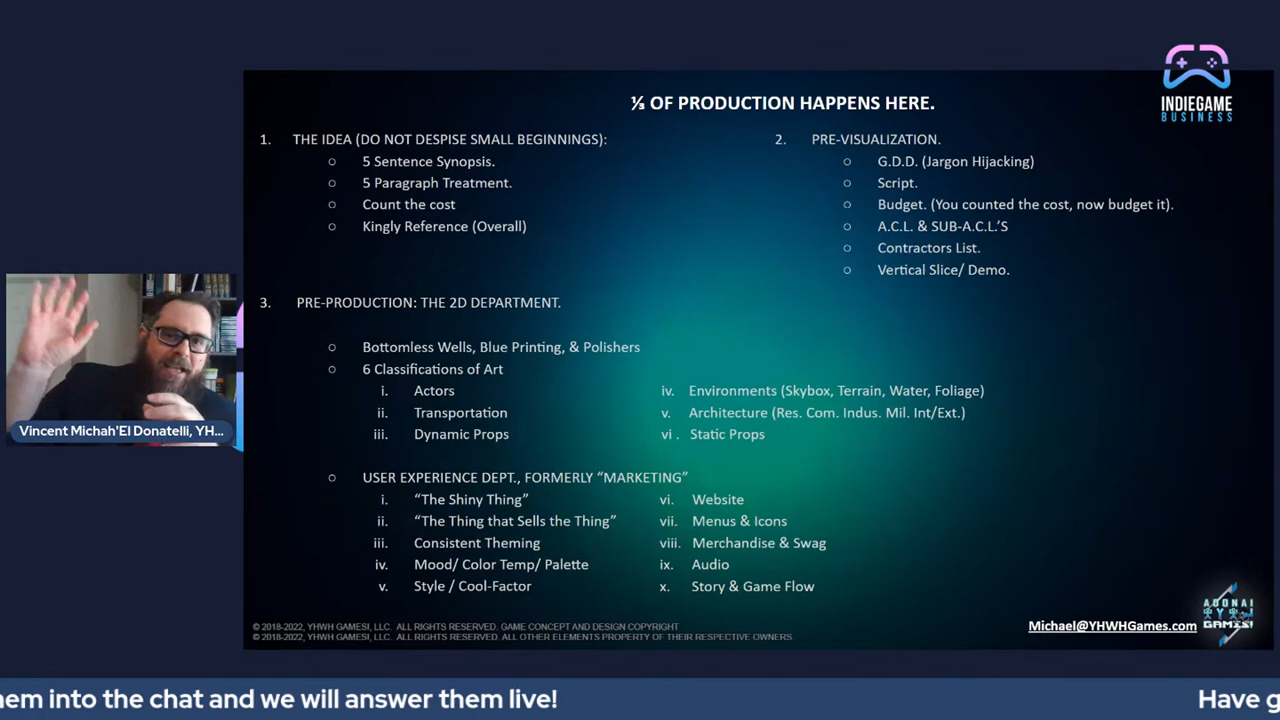 INDIEGAME
BUSINESS
⅓ OF PRODUCTION HAPPENS HERE.
1. THE IDEA (DO NOT DESPISE SMALL BEGINNINGS):
○ 5 Sentence Synopsis.
○ 5 Paragraph Treatment.
○ Count the cost
○ Kingly Reference (Overall)
2. PRE-VISUALIZATION.
○ G.D.D. (Jargon Hijacking)
○ Script.
○ Budget. (You counted the cost, now budget it).
○ A.C.L. & SUB-A.C.L.'S
○ Contractors List.
○ Vertical Slice/ Demo.
3. PRE-PRODUCTION: THE 2D DEPARTMENT.
○ Bottomless Wells, Blue Printing, & Polishers
○ 6 Classifications of Art
i. Actors
ii. Transportation
iii. Dynamic Props
iv. Environments (Skybox, Terrain, Water, Foliage)
v. Architecture (Res. Com. Indus. Mil. Int/Ext.)
vi . Static Props
○ USER EXPERIENCE DEPT., FORMERLY “MARKETING”
i. “The Shiny Thing”
ii. “The Thing that Sells the Thing”
iii. Consistent Theming
iv. Mood/ Color Temp/ Palette
v. Style / Cool-Factor
vi. Website
vii. Menus & Icons
viii. Merchandise & Swag
ix. Audio
x. Story & Game Flow
© 2018-2022, YHWH GAMESI, LLC. ALL RIGHTS RESERVED. GAME CONCEPT AND DESIGN COPYRIGHT
© 2018-2022, YHWH GAMESI, LLC. ALL RIGHTS RESERVED. ALL OTHER ELEMENTS PROPERTY OF THEIR RESPECTIVE OWNERS.
Michael@YHWHGames.com
ADONAI
GAMESI
Vincent Michah'El Donatelli, YH...
hem into the chat and we will answer them live!
Have g